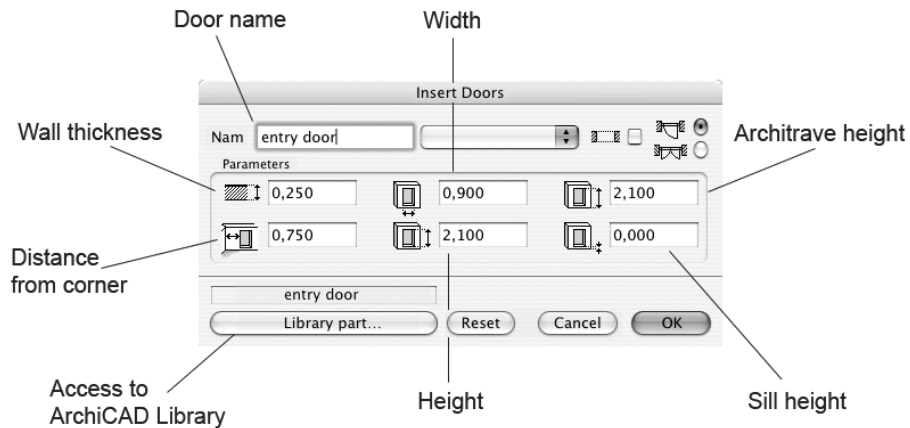 Door name
Width
Insert Doors
Wall thickness
Nam entry door
Architrave height
Parameters
0,250 0,900 2,100
0,750 2,100 0,000
Distance
from corner
entry door
Library part... Reset Cancel OK
Access to
ArchiCAD Library
Height
Sill height